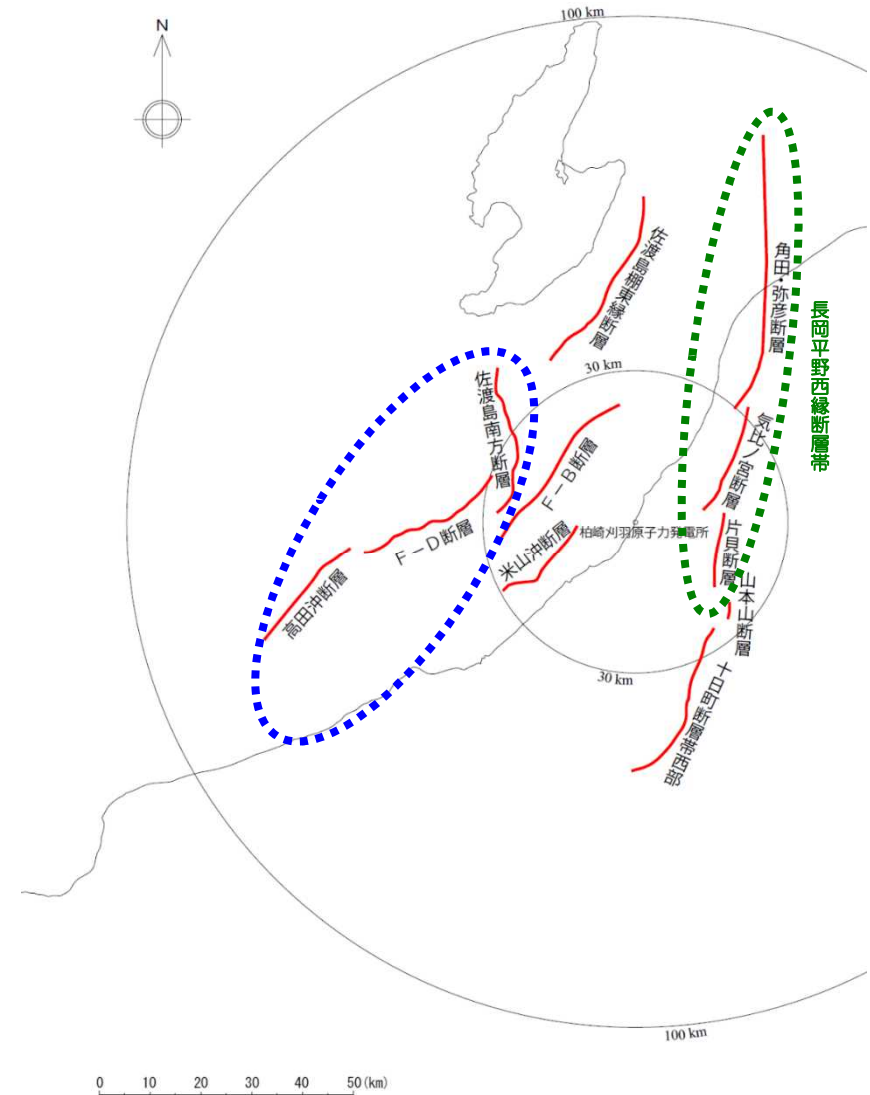 100 km
N
佐渡島棚東縁断層
角田・弥彦断層
長岡平野西縁断層帯
30 km
佐渡島南方断層
気比ノ宮断層
F－B断層
F－D断層
米山沖断層
柏崎刈羽原子力発電所
片貝断層
高田沖断層
山本山断層
30 km
十日町断層帯西部
100 km
0 10 20 30 40 50(km)